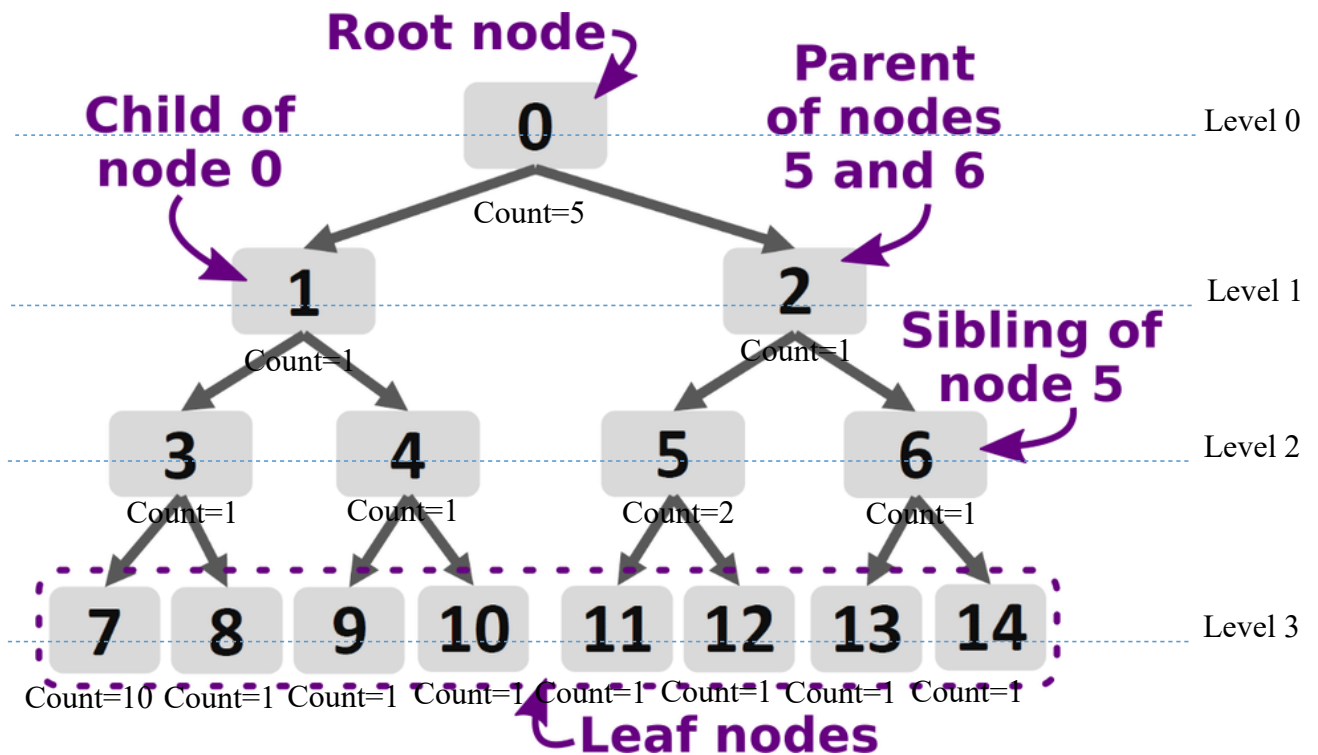 Root node
Parent
of nodes
5 and 6
Child of
node 0
0
Level 0
Count=5
1
2
Level 1
Count=1
Count=1
Sibling of
node 5
3
4
5
6
Level 2
Count=1
Count=1
Count=2
Count=1
7
8
9
10
11
12
13
14
Level 3
Count=10
Count=1
Count=1
Count=1
Count=1
Count=1
Count=1
Count=1
Leaf nodes